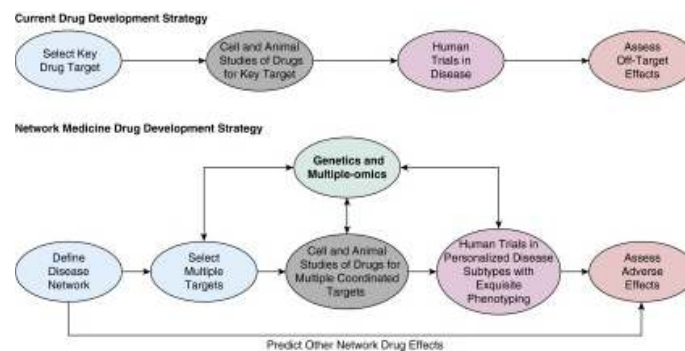 Current Drug Development Strategy
Select Key
Drug Target
Cell and Animal
Studies of Drugs
for Key Target
Human
Trials in
Disease
Assess
Off-Target
Effects
Network Medicine Drug Development Strategy
Genetics and
Multiple-omics
Define
Disease
Network
Select
Multiple
Targets
Cell and Animal
Studies of Drugs for
Multiple Coordinated
Targets
Human Trials in
Personalized Disease
Subtypes with
Exquisite
Phenotyping
Assess
Adverse
Effects
Predict Other Network Drug Effects